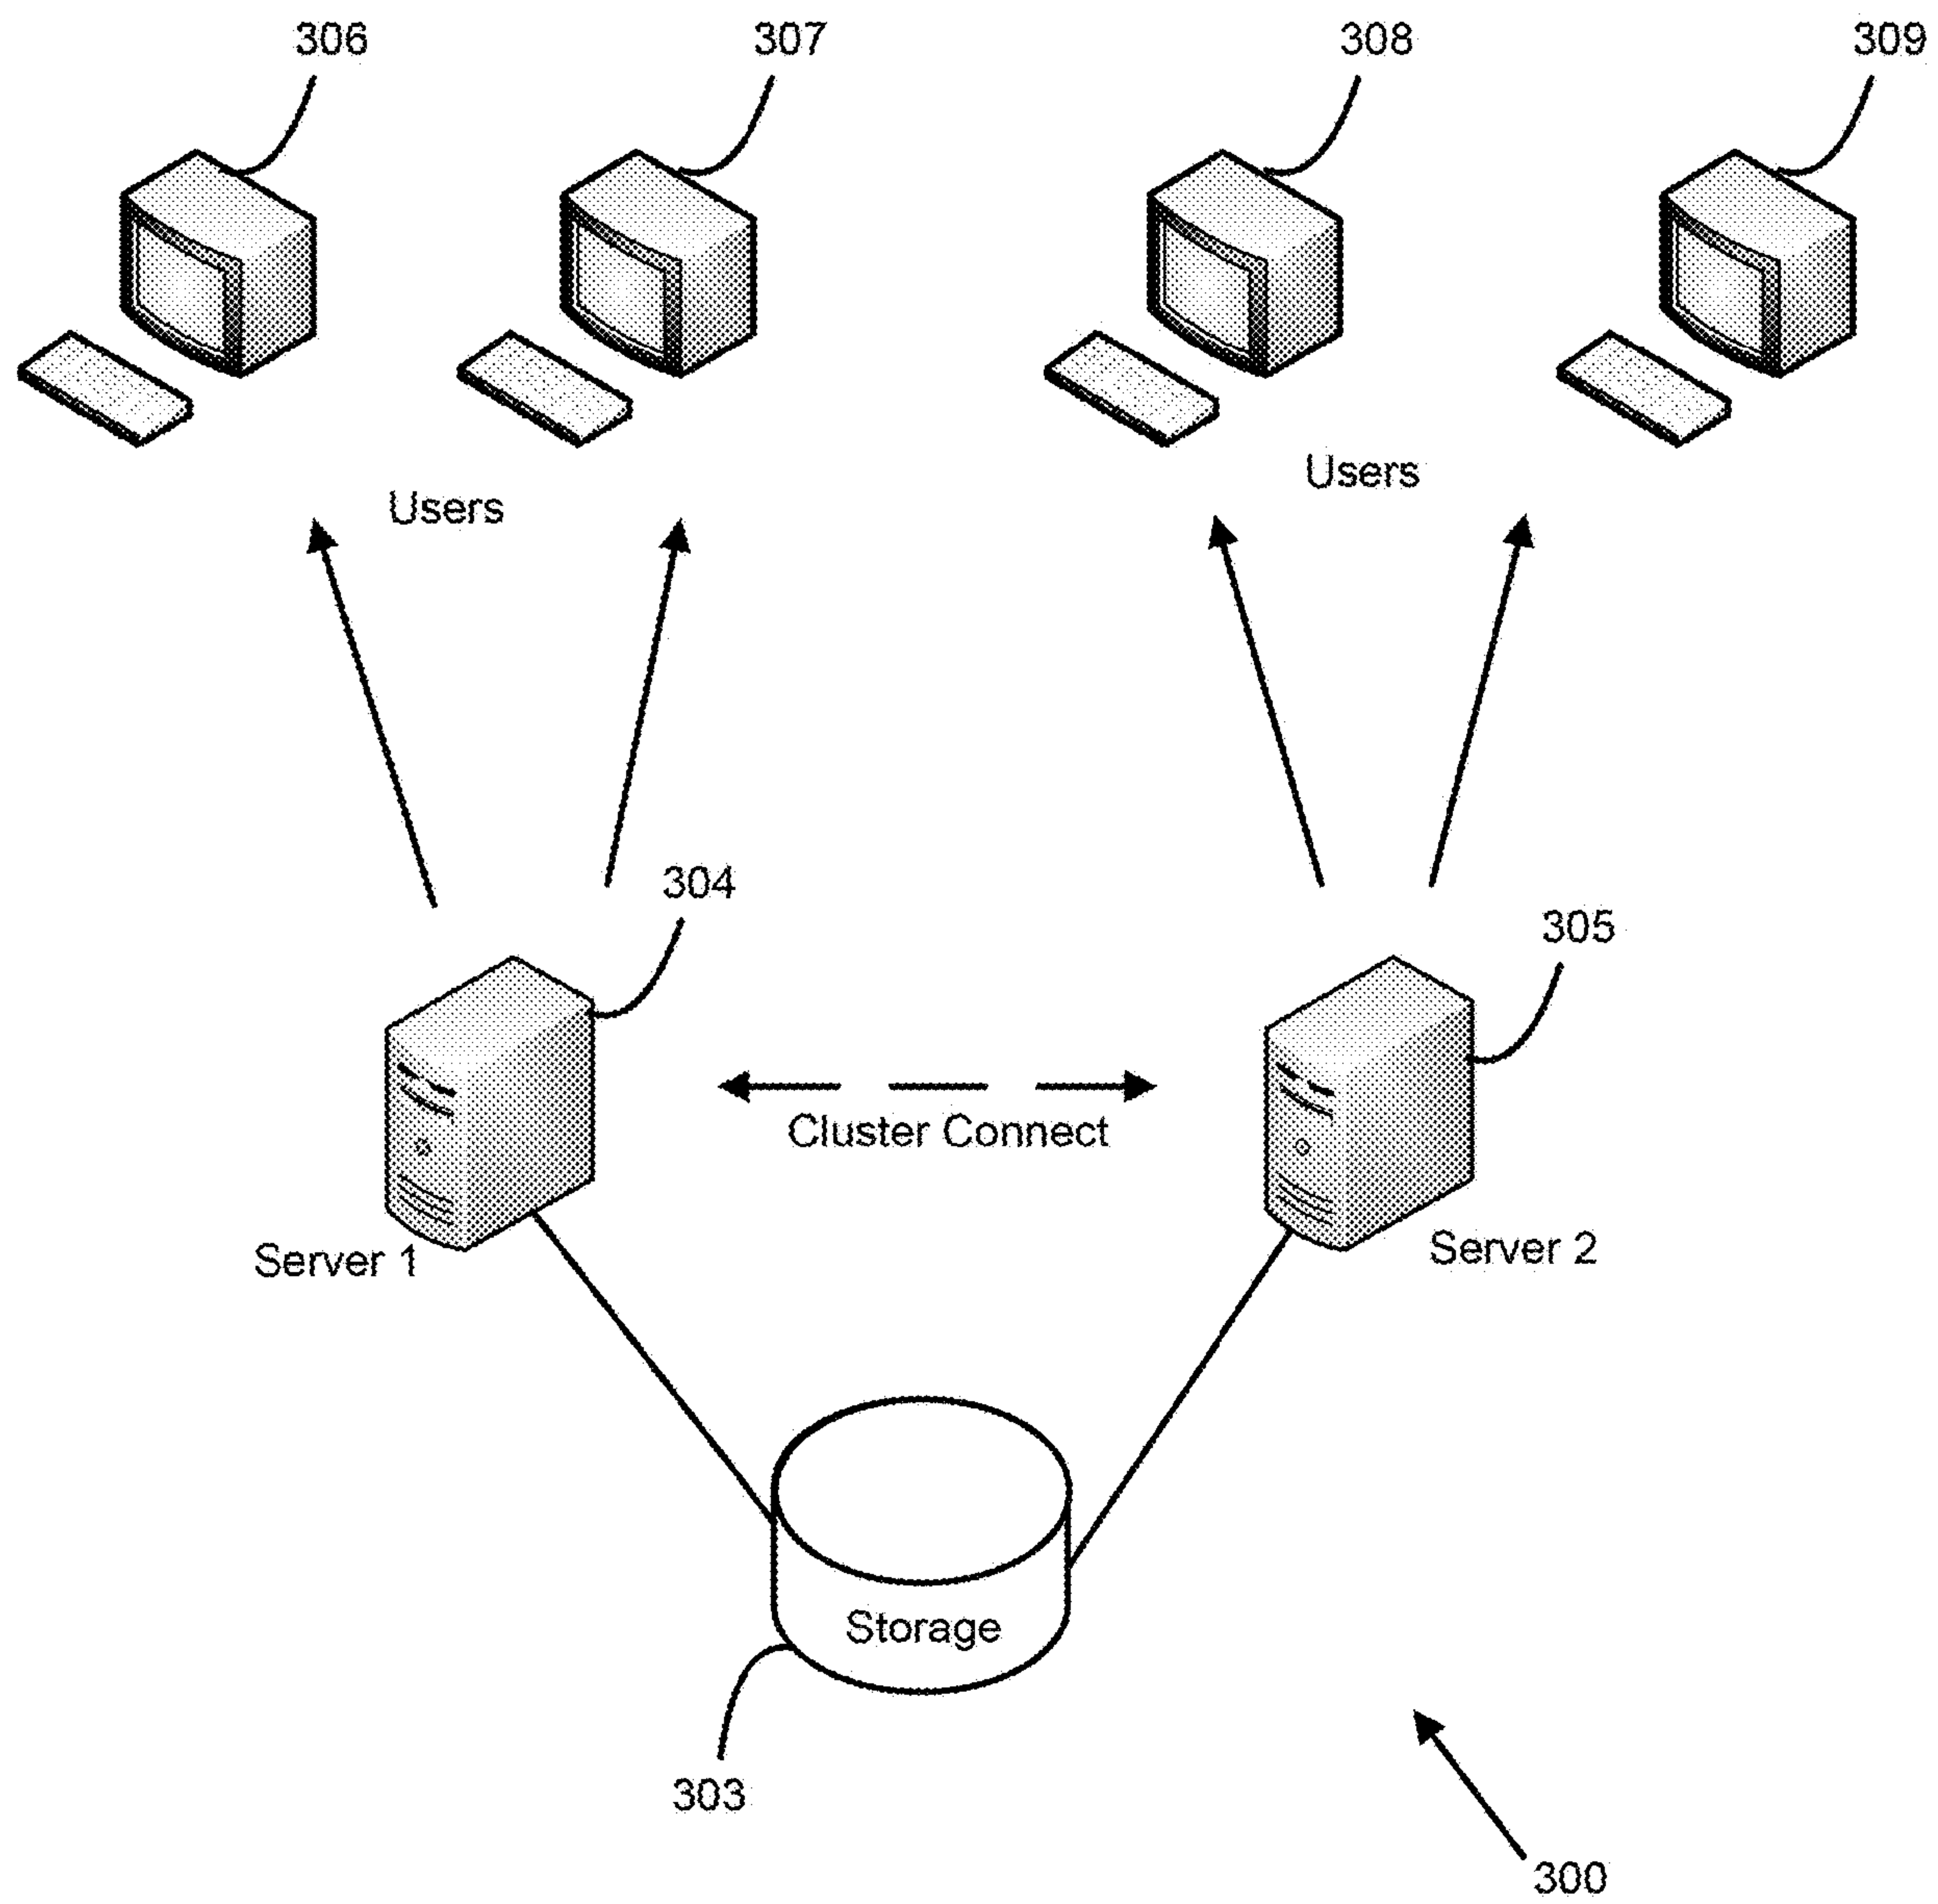 306
307
308
309
Users
Users
304
305
Cluster Connect
Server 1
Server 2
Storage
303
300